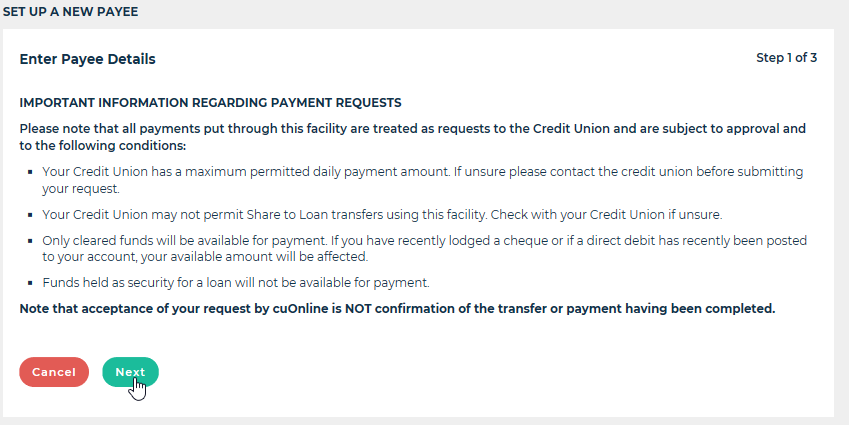 SET UP A NEW PAYEE
Enter Payee Details
Step 1 of 3
IMPORTANT INFORMATION REGARDING PAYMENT REQUESTS
Please note that all payments put through this facility are treated as requests to the Credit Union and are subject to approval and
to the following conditions:
Your Credit Union has a maximum permitted daily payment amount. If unsure please contact the credit union before submitting
your request.
Your Credit Union may not permit Share to Loan transfers using this facility. Check with your Credit Union if unsure.
Only cleared funds will be available for payment. If you have recently lodged a cheque or if a direct debit has recently been posted
to your account, your available amount will be affected.
Funds held as security for a loan will not be available for payment.
Note that acceptance of your request by cuOnline is NOT confirmation of the transfer or payment having been completed.
Cancel
Next